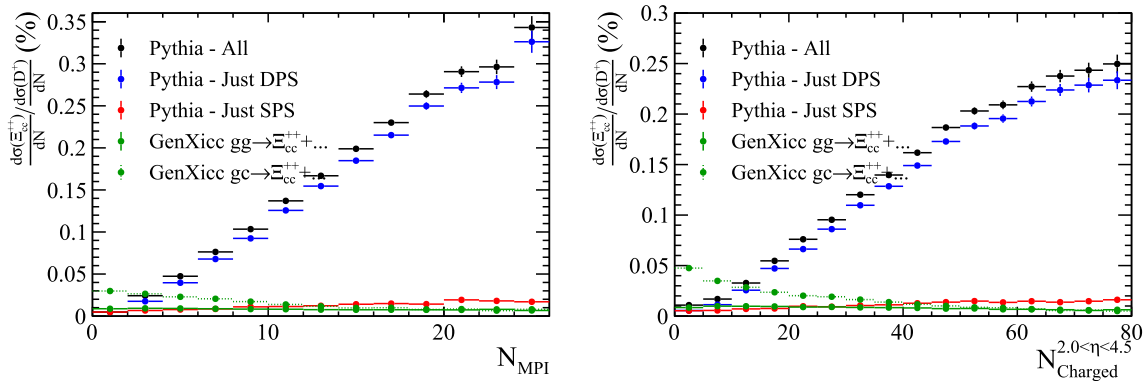 dσ(Ξcc++)/dN / dσ(D+)/dN (%)
0.35
0.3
0.25
0.2
0.15
0.1
0.05
0
Pythia - All
Pythia - Just DPS
Pythia - Just SPS
GenXicc gg→Ξcc+++...
GenXicc gc→Ξcc+++...
0
10
20
N_MPI
dσ(Ξcc++)/dN / dσ(D+)/dN (%)
0.3
0.25
0.2
0.15
0.1
0.05
0
Pythia - All
Pythia - Just DPS
Pythia - Just SPS
GenXicc gg→Ξcc+++...
GenXicc gc→Ξcc+++...
0
20
40
60
80
N_Charged^2.0<η<4.5